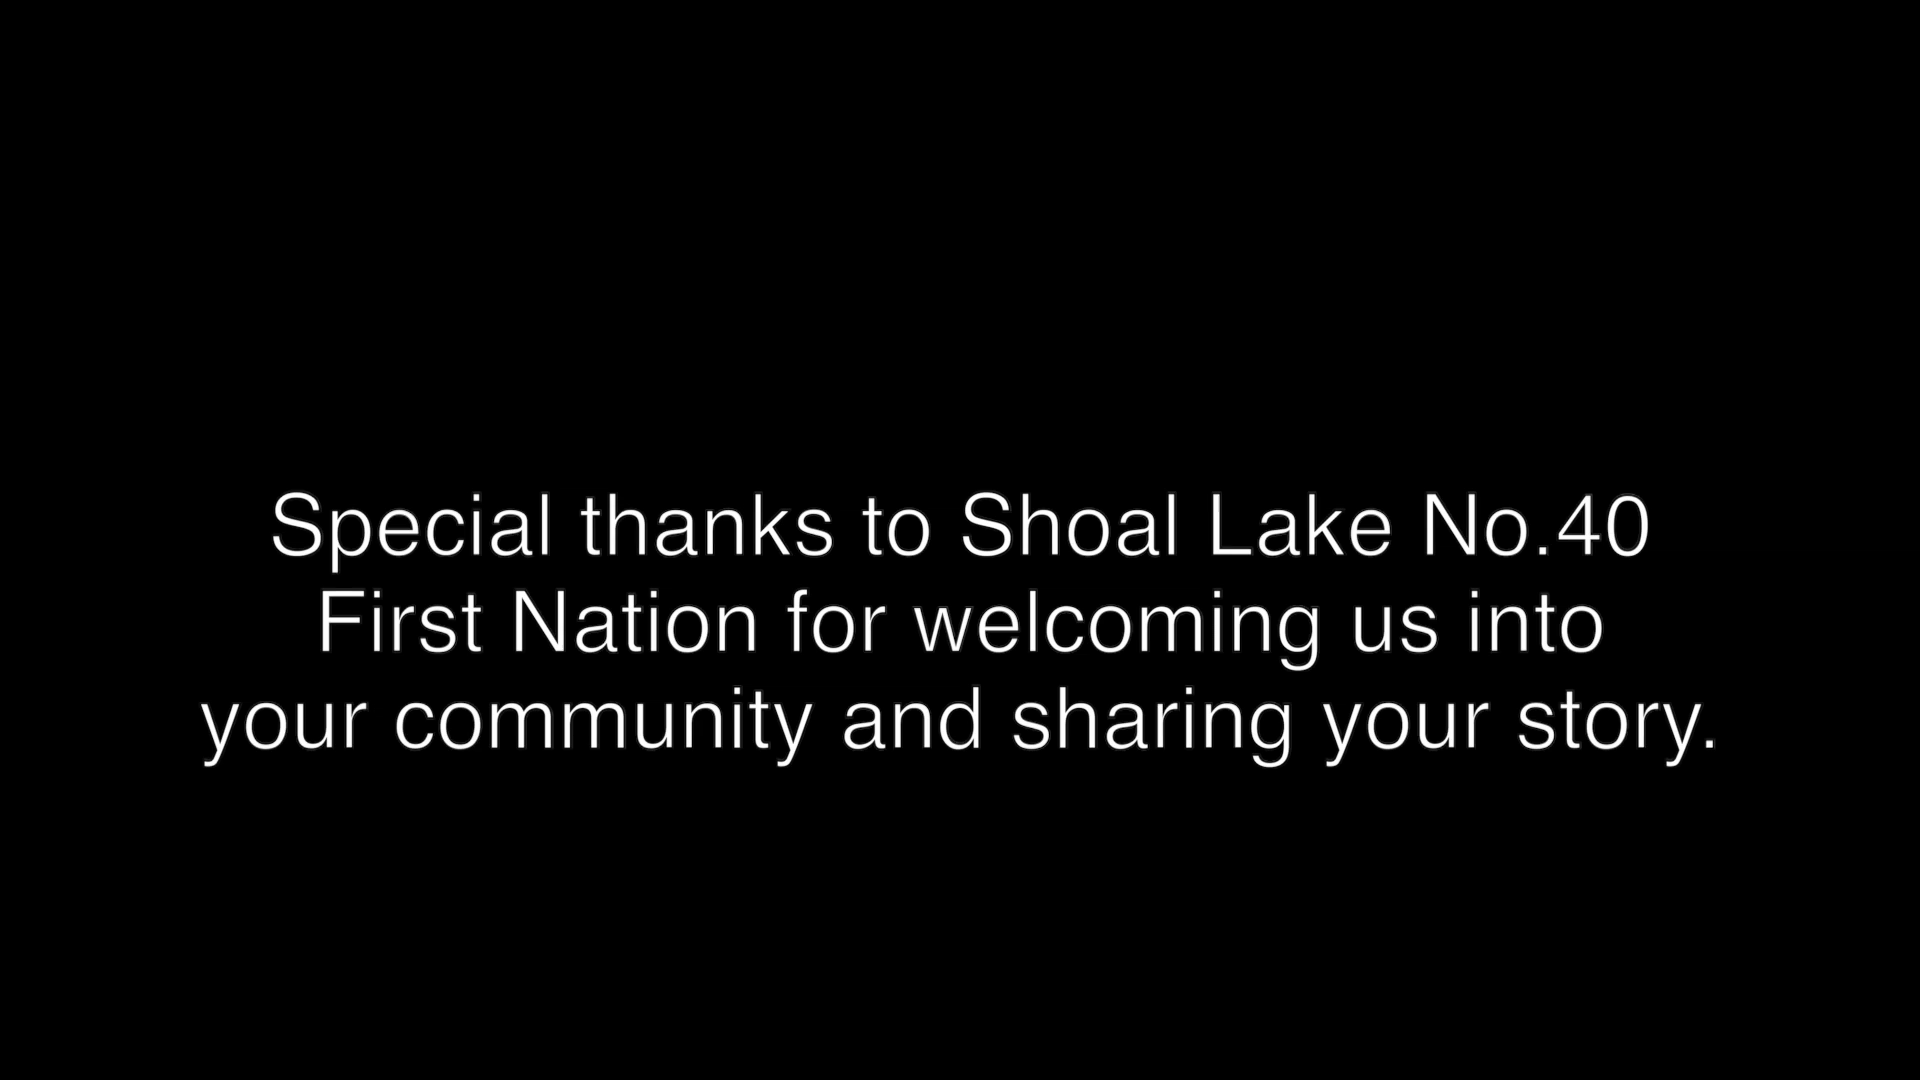 Special thanks to Shoal Lake No.40
First Nation for welcoming us into
your community and sharing your story.